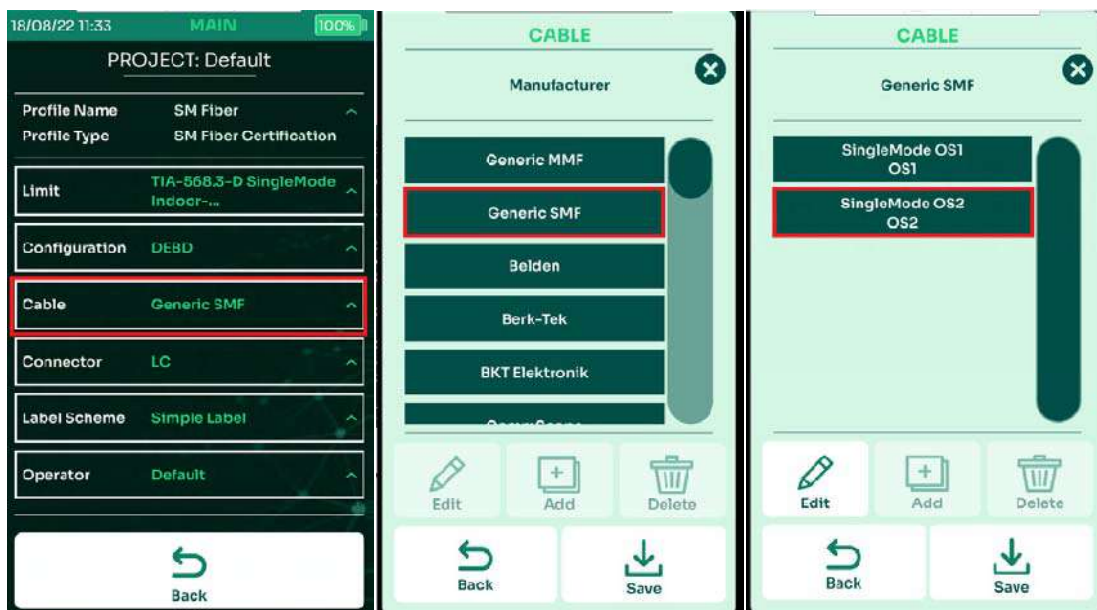 18/08/22 11:33 MAIN 100%
PROJECT: Default
Profile Name SM Fiber
Profile Type SM Fiber Certification
Limit TIA-568.3-D SingleMode
Indoor-...
Configuration DEBD
Cable Generic SMF
Connector LC
Label Scheme Simple Label
Operator Default
Back
CABLE
Manufacturer
Generic MMF
Generic SMF
Belden
Berk-Tek
BKT Elektronik
Edit Add Delete
Back Save
CABLE
Generic SMF
SingleMode OS1
OS1
SingleMode OS2
OS2
Edit Add Delete
Back Save